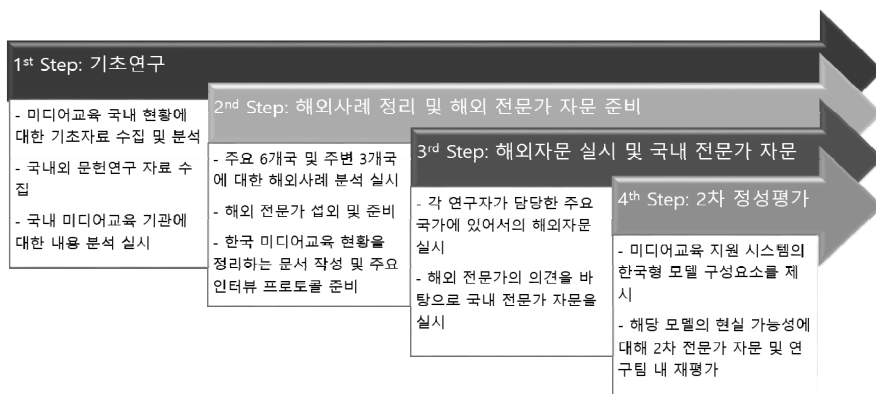 1st Step: 기초연구
- 미디어교육 국내 현황에
대한 기초자료 수집 및 분석
- 국내외 문헌연구 자료 수
집
- 국내 미디어교육 기관에
대한 내용 분석 실시
2nd Step: 해외사례 정리 및 해외 전문가 자문 준비
- 주요 6개국 및 주변 3개국
에 대한 해외사례 분석 실시
- 해외 전문가 섭외 및 준비
- 한국 미디어교육 현황을
정리하는 문서 작성 및 주요
인터뷰 프로토콜 준비
3rd Step: 해외자문 실시 및 국내 전문가 자문
- 각 연구자가 담당한 주요
국가에 있어서의 해외자문
실시
- 해외 전문가의 의견을 바
탕으로 국내 전문가 자문을
실시
4th Step: 2차 정성평가
- 미디어교육 지원 시스템의
한국형 모델 구성요소를 제
시
- 해당 모델의 현실 가능성에
대해 2차 전문가 자문 및 연
구팀 내 재평가